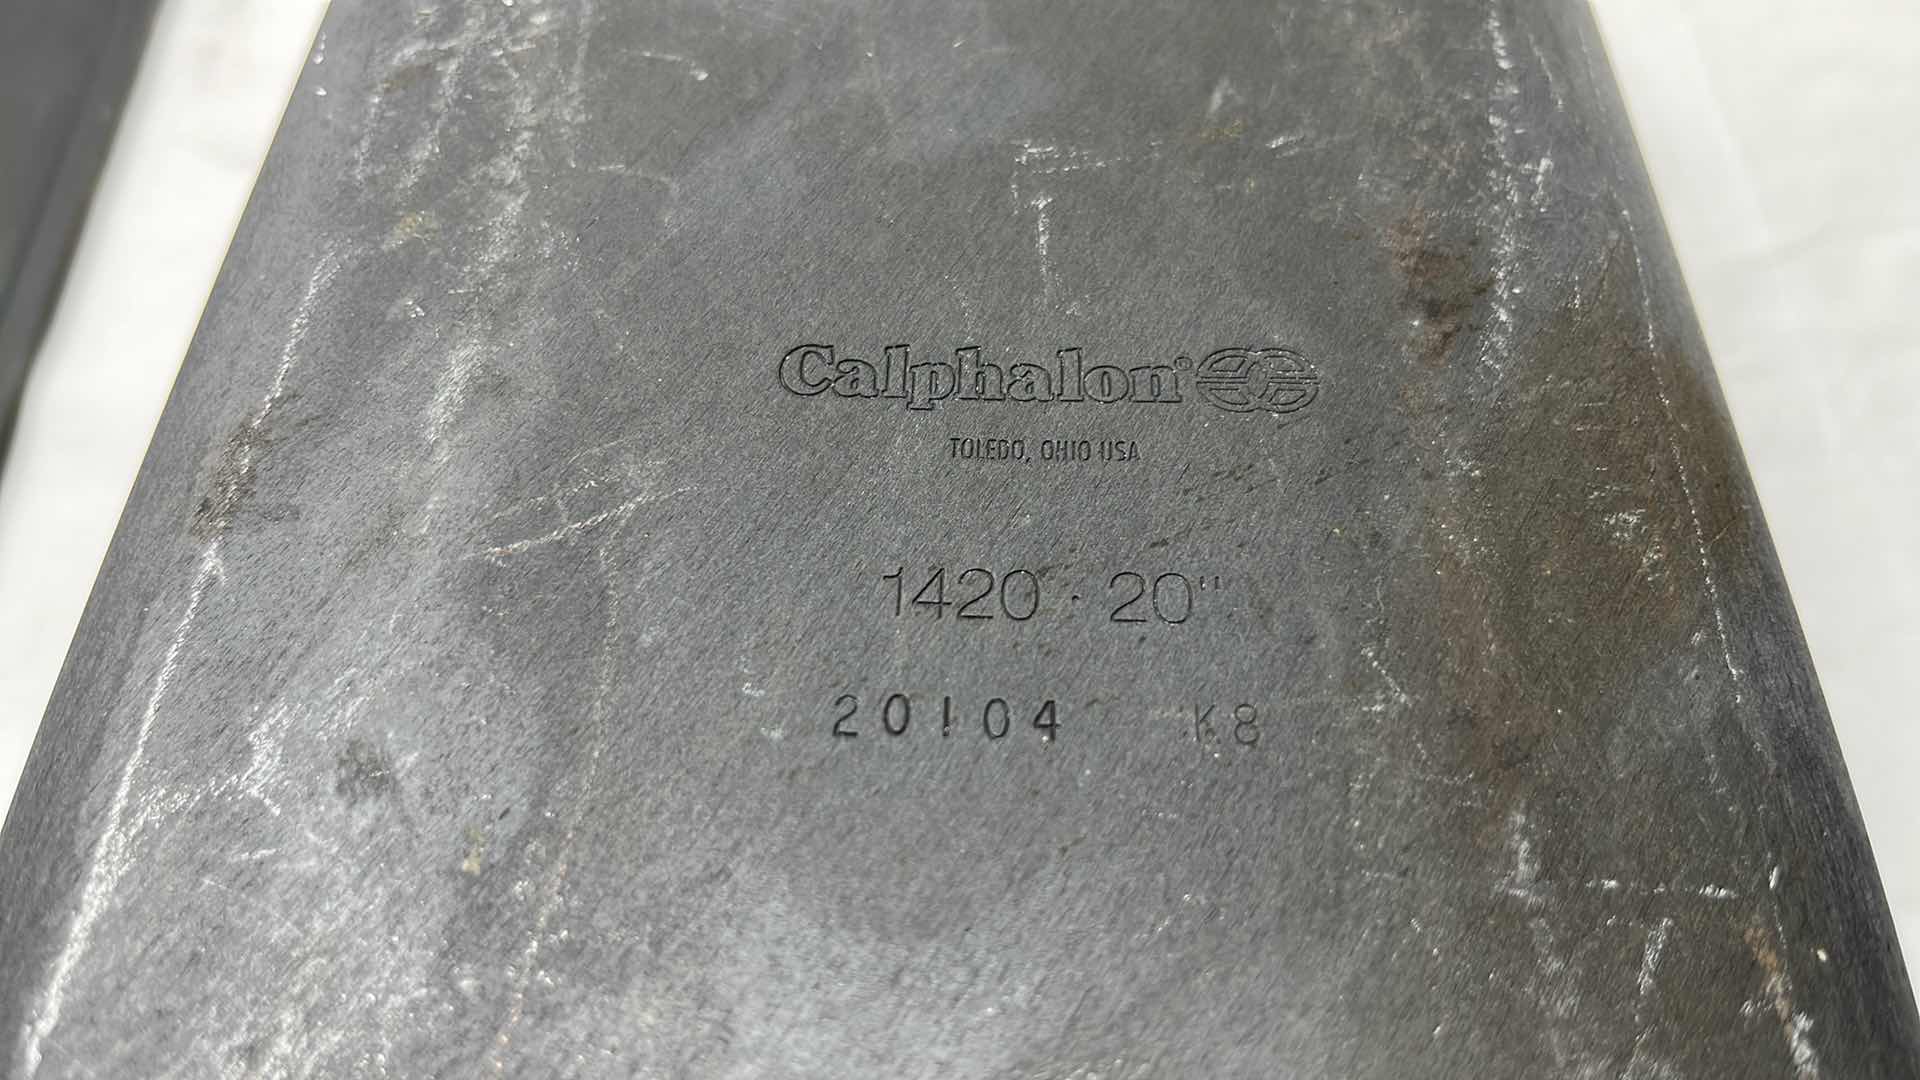 Calphalon®
TOLEDO, OHIO USA
1420 · 20"
20104 K8